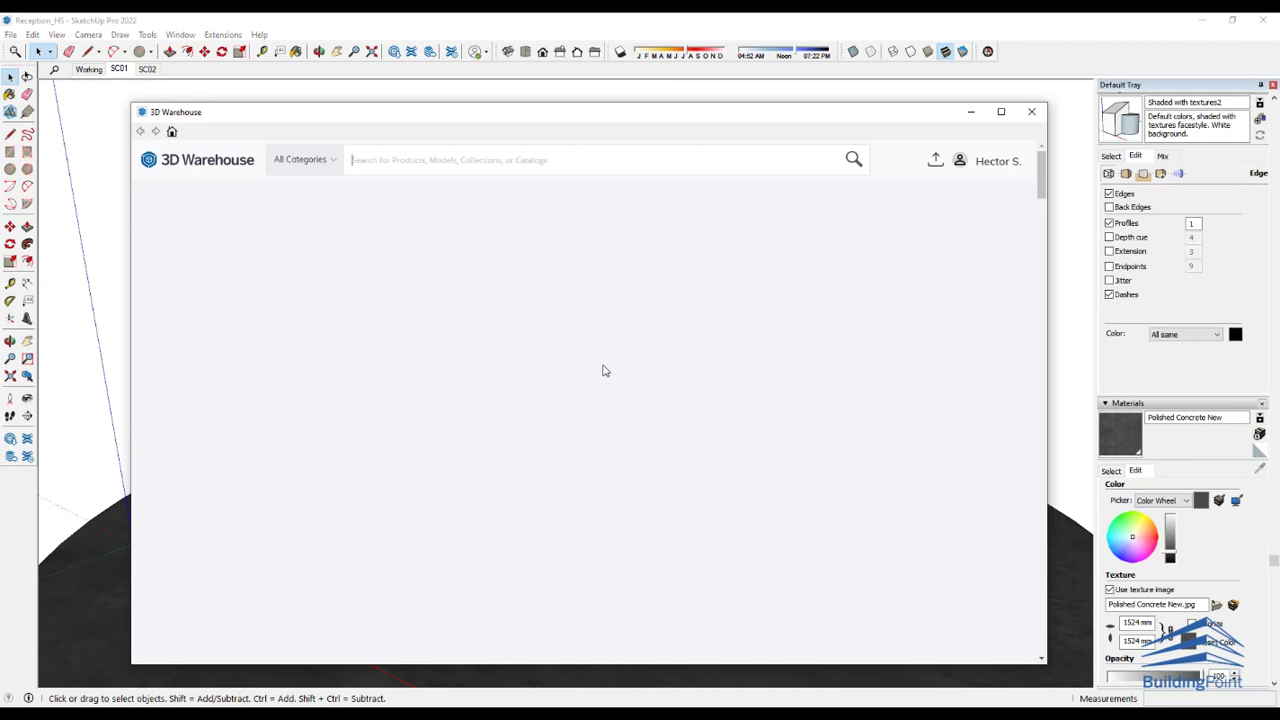 Reception_HS - SketchUp Pro 2022
File Edit View Camera Draw Tools Window Extensions Help
J F M A M J J A S O N D
04:52 AM Noon 07:22 PM
Working SC01 SC02
Default Tray
Shaded with textures2
Default colors, shaded with
textures facestyle. White
background.
Select Edit Mix
Edge
Edges
Back Edges
Profiles 1
Depth cue 4
Extension 3
Endpoints 9
Jitter
Dashes
Color: All same
3D Warehouse
3D Warehouse
All Categories
Search for Products, Models, Collections, or Catalogs
Hector S.
Materials
Polished Concrete New
Select Edit
Color
Picker: Color Wheel
Texture
Use texture image
Polished Concrete New.jpg
1524 mm
1524 mm
Opacity
100
BuildingPoint
Click or drag to select objects. Shift = Add/Subtract. Ctrl = Add. Shift + Ctrl = Subtract.
Measurements